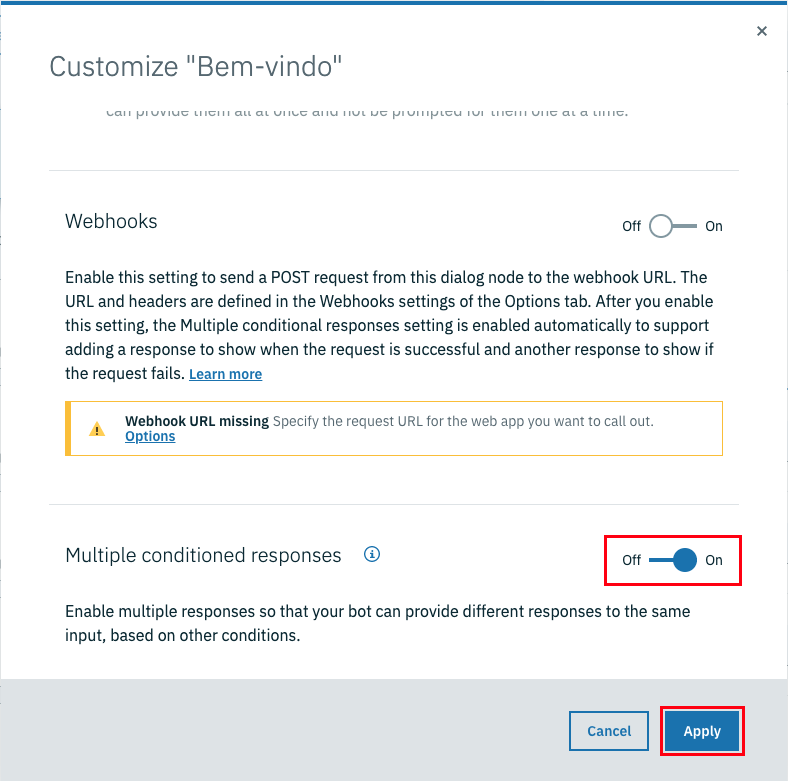 ×
Customize "Bem-vindo"
can provide them all at once and not be prompted for them one at a time.
Webhooks
Off On
Enable this setting to send a POST request from this dialog node to the webhook URL. The
URL and headers are defined in the Webhooks settings of the Options tab. After you enable
this setting, the Multiple conditional responses setting is enabled automatically to support
adding a response to show when the request is successful and another response to show if
the request fails. Learn more
Webhook URL missing Specify the request URL for the web app you want to call out.
Options
Multiple conditioned responses
Off On
Enable multiple responses so that your bot can provide different responses to the same
input, based on other conditions.
Cancel Apply